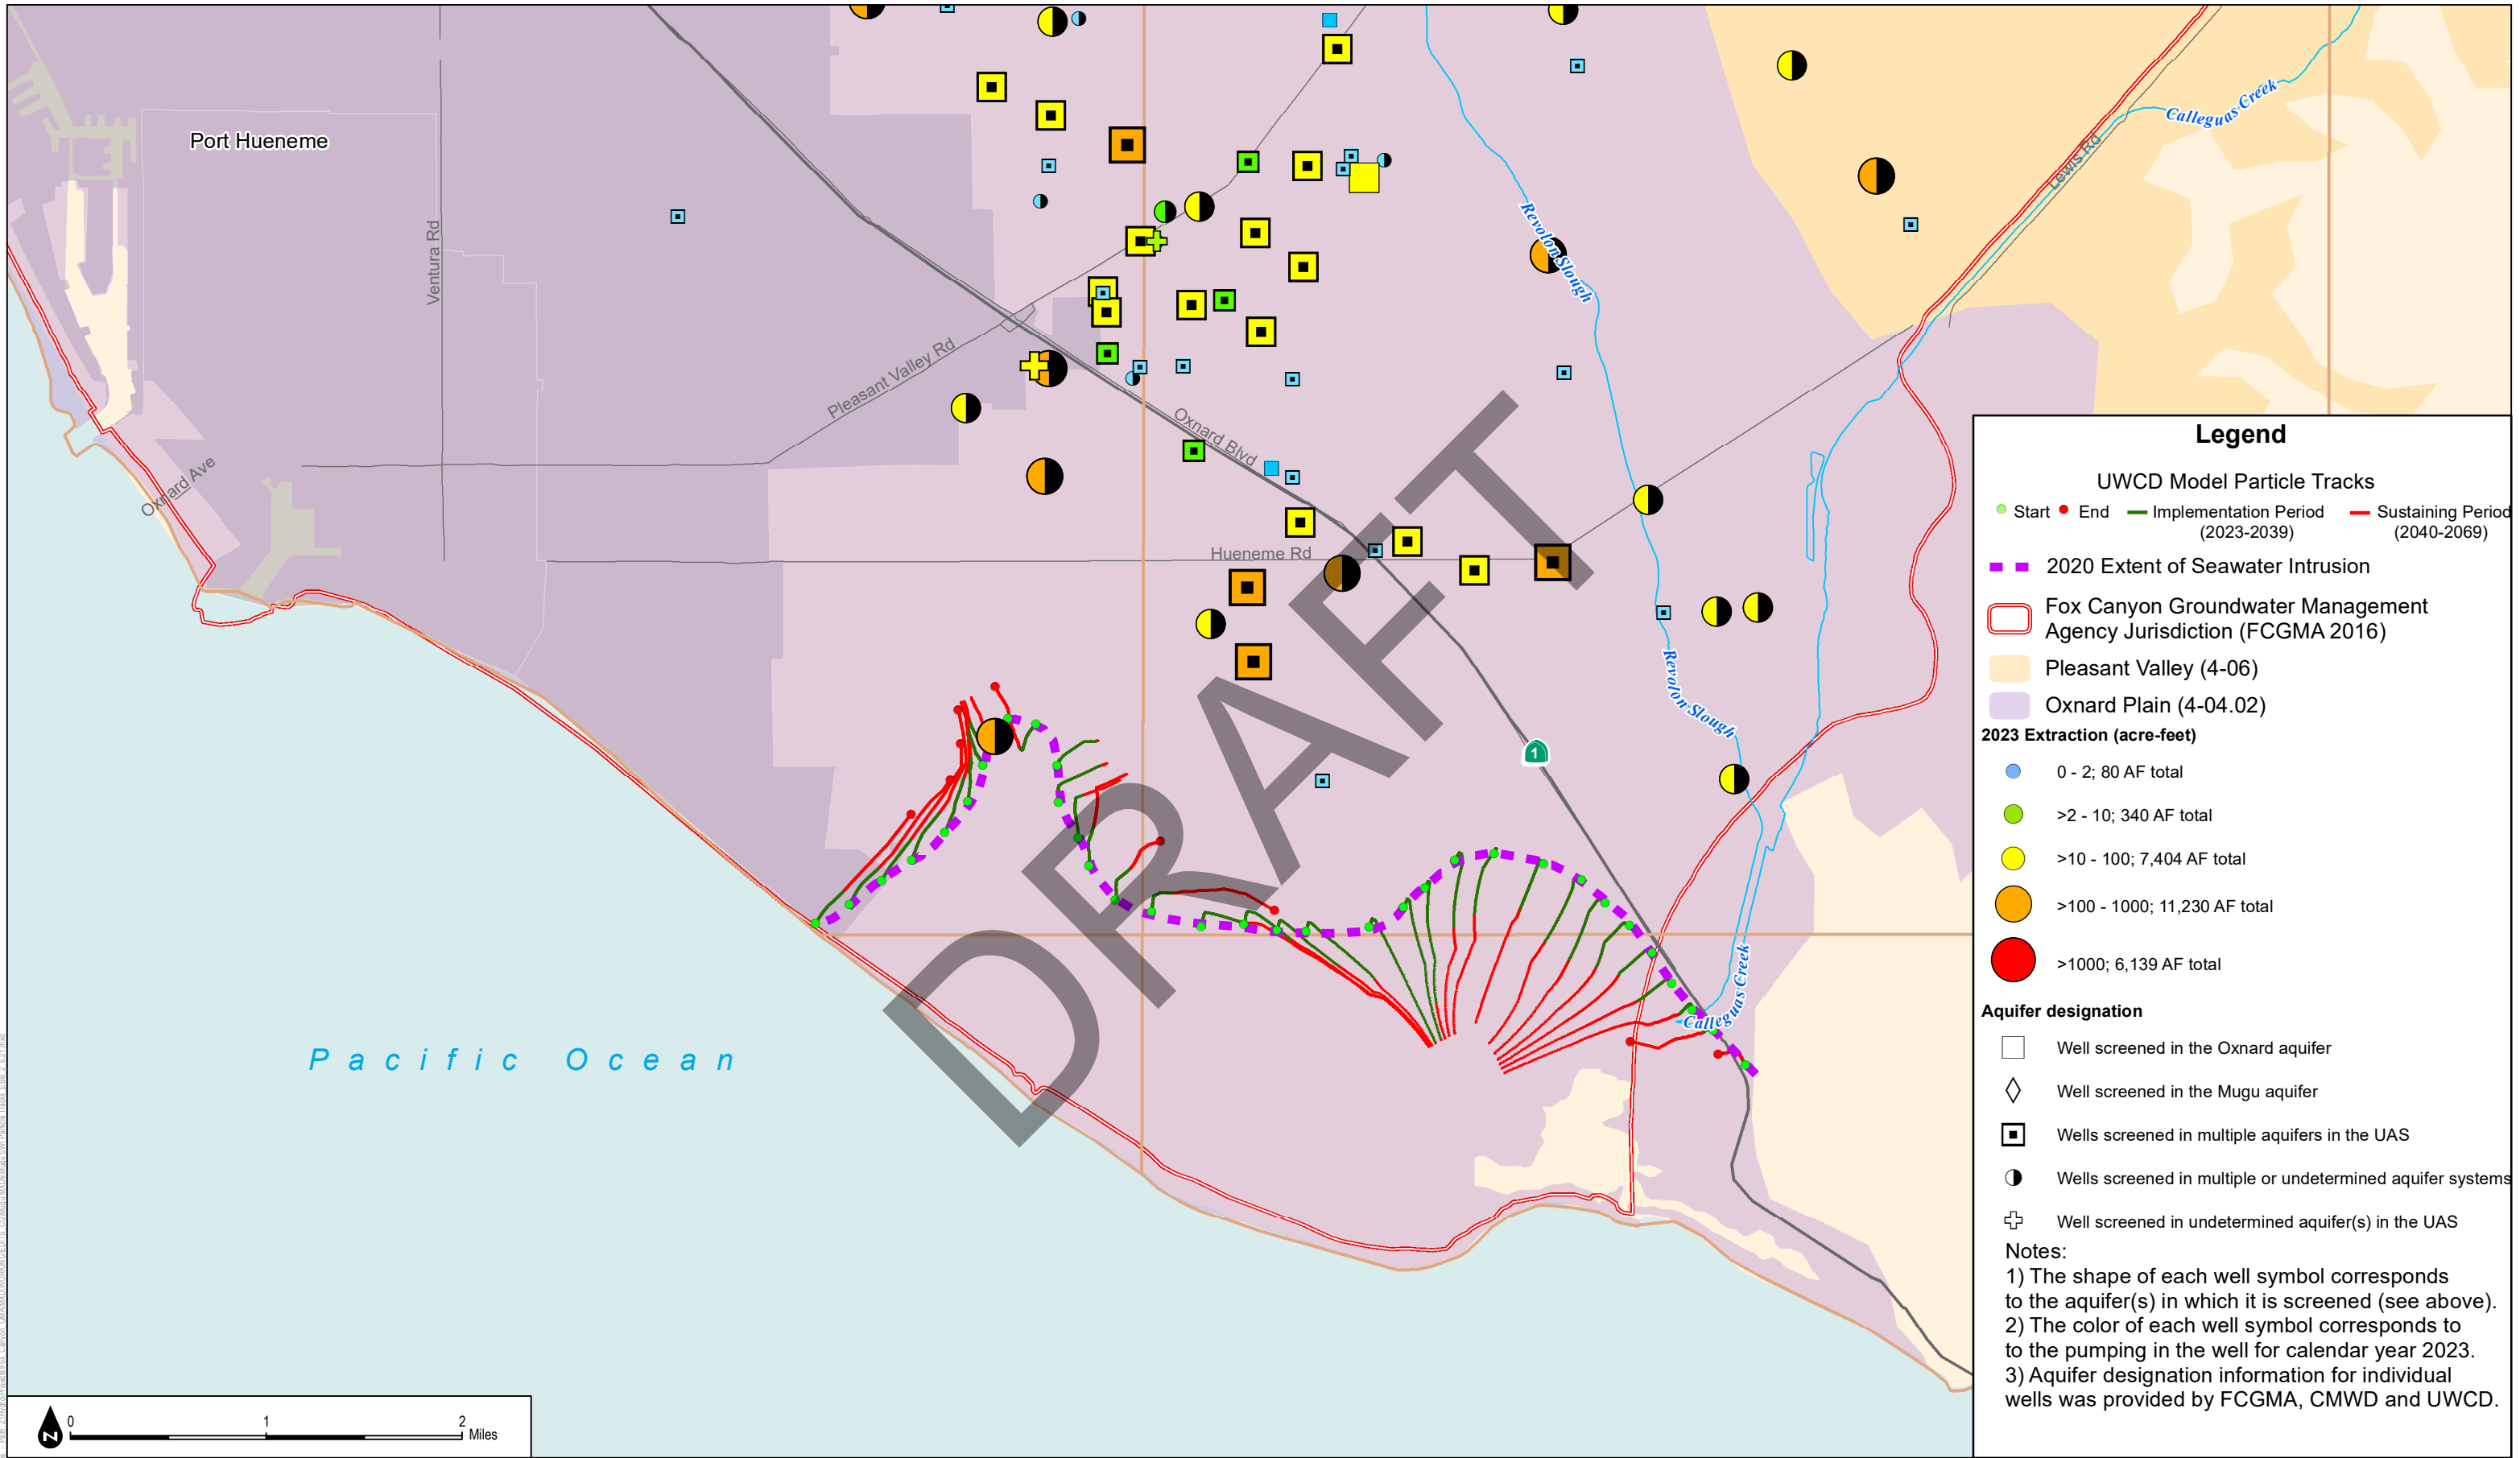 Port Hueneme
Ventura Rd
Oxnard Ave
Pleasant Valley Rd
Oxnard Blvd
Hueneme Rd
Lewis Rd
Calleguas Creek
Revolon Slough
Revolon Slough
Calleguas Creek
1
Pacific Ocean
DRAFT
N
0 1 2
Miles
Legend
UWCD Model Particle Tracks
Start End Implementation Period Sustaining Period
(2023-2039) (2040-2069)
2020 Extent of Seawater Intrusion
Fox Canyon Groundwater Management
Agency Jurisdiction (FCGMA 2016)
Pleasant Valley (4-06)
Oxnard Plain (4-04.02)
2023 Extraction (acre-feet)
0 - 2; 80 AF total
>2 - 10; 340 AF total
>10 - 100; 7,404 AF total
>100 - 1000; 11,230 AF total
>1000; 6,139 AF total
Aquifer designation
Well screened in the Oxnard aquifer
Well screened in the Mugu aquifer
Wells screened in multiple aquifers in the UAS
Wells screened in multiple or undetermined aquifer systems
Well screened in undetermined aquifer(s) in the UAS
Notes:
1) The shape of each well symbol corresponds
to the aquifer(s) in which it is screened (see above).
2) The color of each well symbol corresponds to
to the pumping in the well for calendar year 2023.
3) Aquifer designation information for individual
wells was provided by FCGMA, CMWD and UWCD.